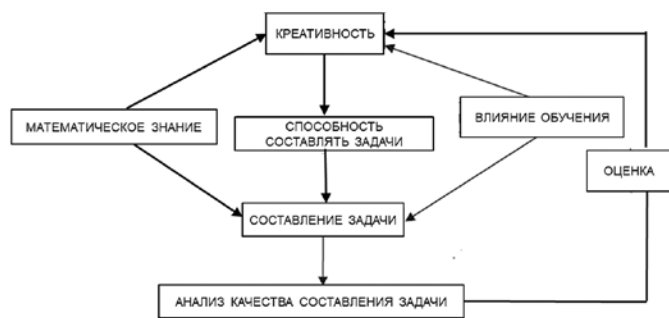 КРЕАТИВНОСТЬ
МАТЕМАТИЧЕСКОЕ ЗНАНИЕ
СПОСОБНОСТЬ
СОСТАВЛЯТЬ ЗАДАЧИ
ВЛИЯНИЕ ОБУЧЕНИЯ
ОЦЕНКА
СОСТАВЛЕНИЕ ЗАДАЧИ
АНАЛИЗ КАЧЕСТВА СОСТАВЛЕНИЯ ЗАДАЧИ